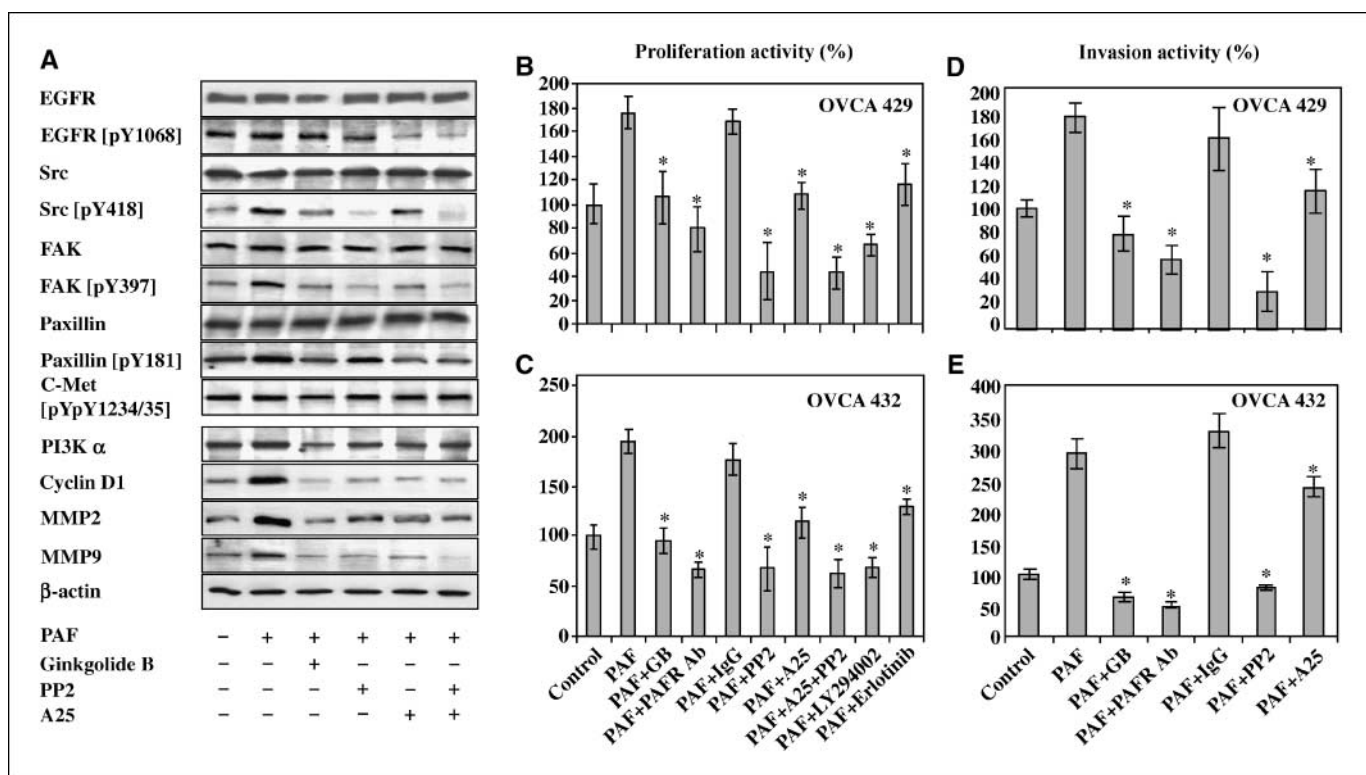 Proliferation activity (%)
Invasion activity (%)
A
EGFR
EGFR [pY1068]
Src
Src [pY418]
FAK
FAK [pY397]
Paxillin
Paxillin [pY181]
C-Met
[pYpY1234/35]
PI3K α
Cyclin D1
MMP2
MMP9
β-actin
PAF − + + + + +
Ginkgolide B − − + − − −
PP2 − − − + − +
A25 − − − − + +
B
OVCA 429
200
180
160
140
120
100
80
60
40
20
0
* * * * * * *
C
OVCA 432
250
200
150
100
50
0
* * * * * * *
Control
PAF
PAF+GB
PAF+PAFR Ab
PAF+IgG
PAF+PP2
PAF+A25
PAF+A25+PP2
PAF+LY294002
PAF+Erlotinib
D
OVCA 429
200
180
160
140
120
100
80
60
40
20
0
* * * *
E
OVCA 432
400
350
300
250
200
150
100
50
0
* * * *
Control
PAF
PAF+GB
PAF+PAFR Ab
PAF+IgG
PAF+PP2
PAF+A25